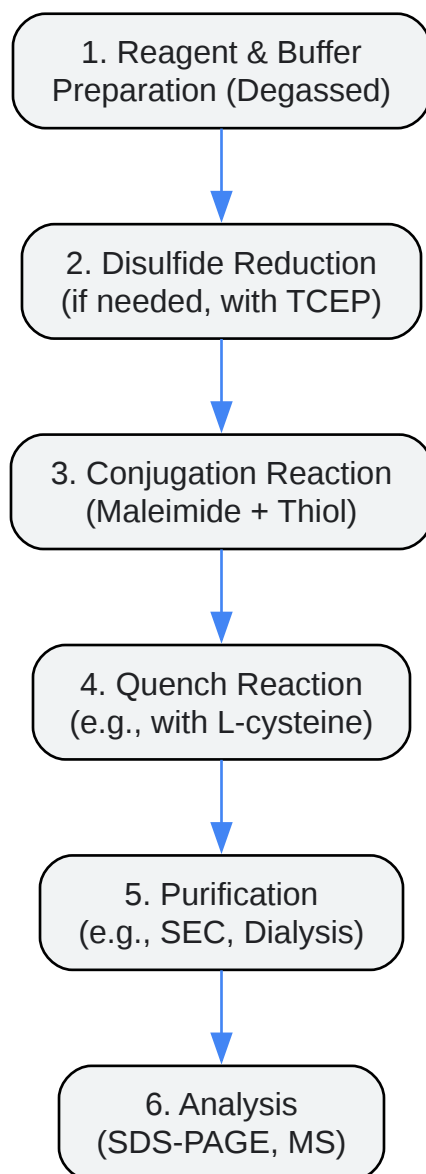 1. Reagent & Buffer
Preparation (Degassed)
2. Disulfide Reduction
(if needed, with TCEP)
3. Conjugation Reaction
(Maleimide + Thiol)
4. Quench Reaction
(e.g., with L-cysteine)
5. Purification
(e.g., SEC, Dialysis)
6. Analysis
(SDS-PAGE, MS)